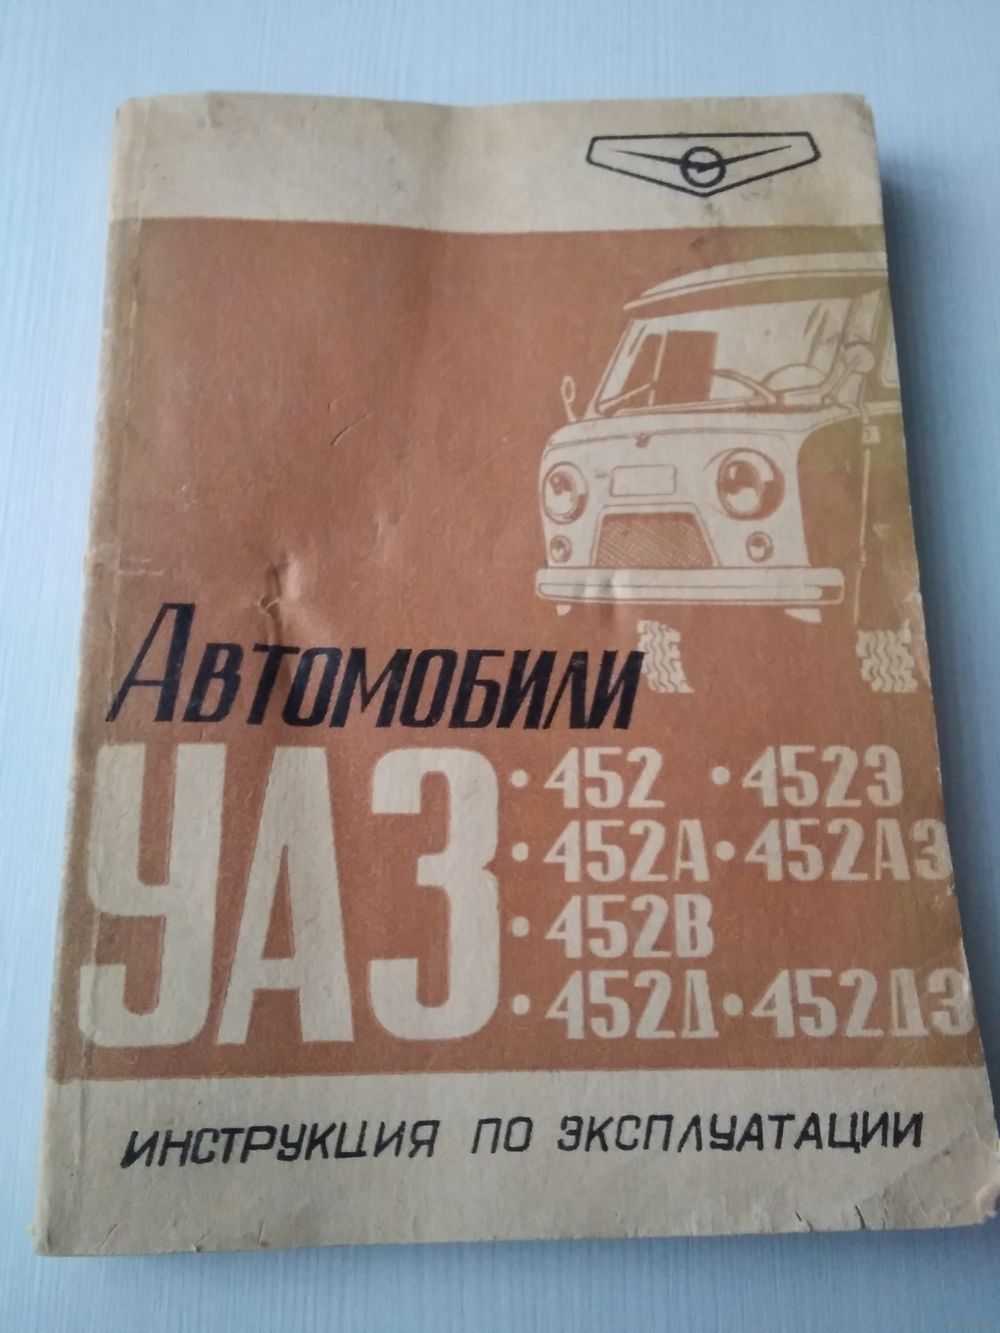 Автомобили
УАЗ
• 452 • 452Э
• 452А • 452АЭ
• 452В
• 452Д • 452ДЭ
ИНСТРУКЦИЯ ПО ЭКСПЛУАТАЦИИ